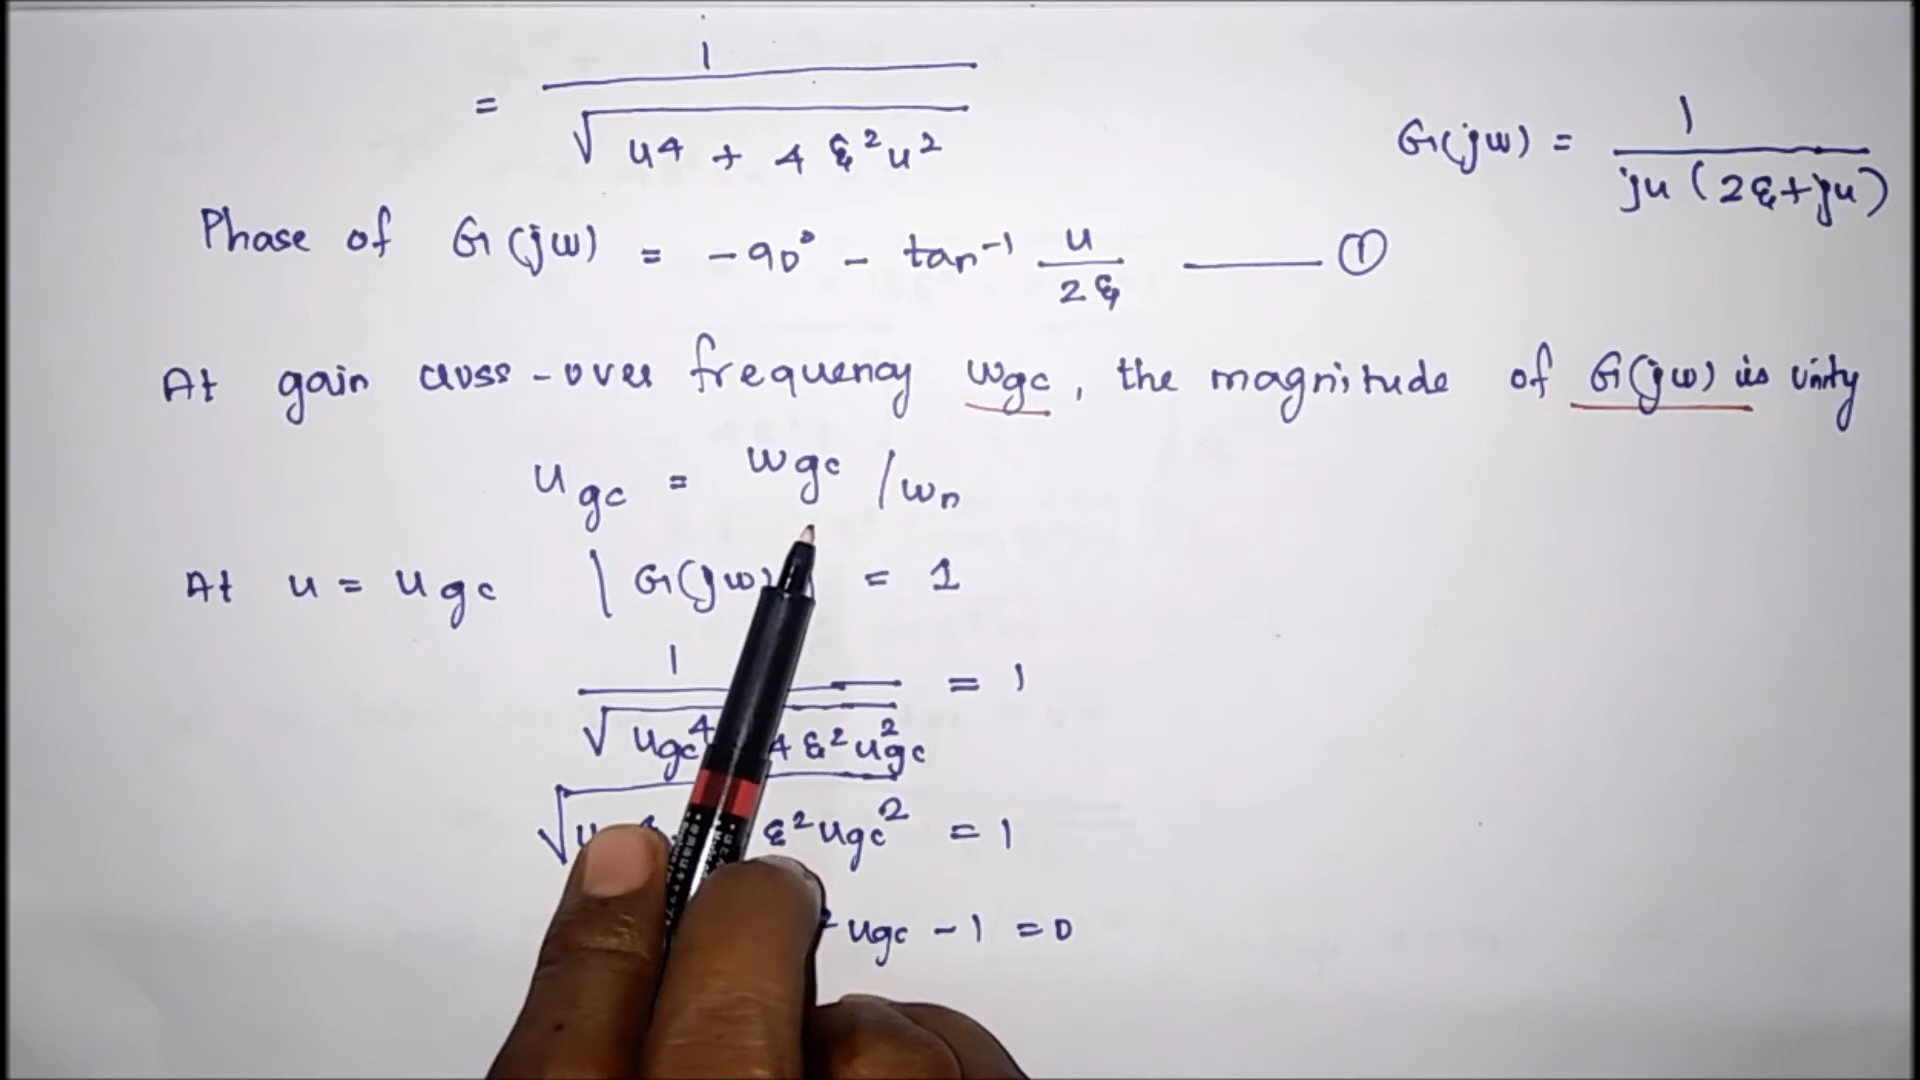 = 1 / √(u⁴ + 4ξ²u²)
G(jω) = 1 / ju(2ξ+ju)
Phase of G(jω) = -90° - tan⁻¹ u/2ξ —— ①
At gain cross-over frequency ωgc, the magnitude of G(jω) is unity
ugc = ωgc /ωn
At u = ugc |G(jω)| = 1
1 / √(ugc⁴ 4ξ²ugc²) = 1
√u ξ²ugc² = 1
² ugc - 1 = 0